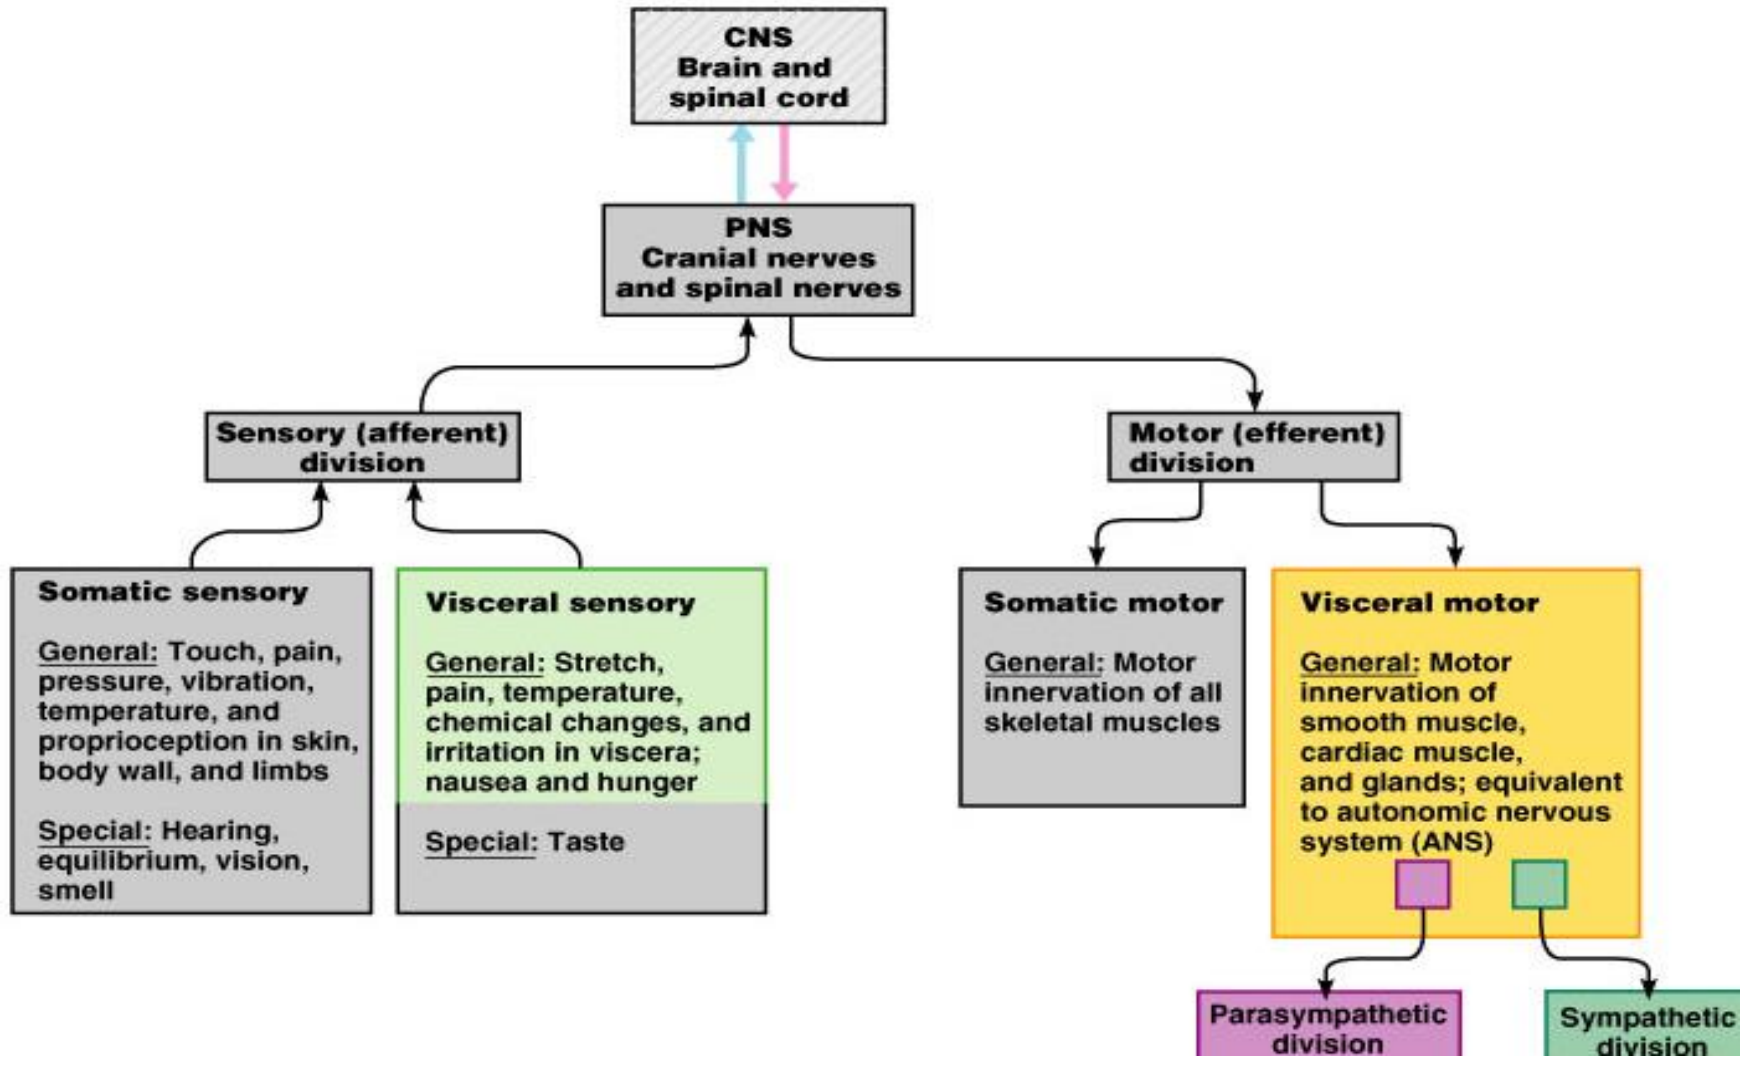 CNS
Brain and
spinal cord
PNS
Cranial nerves
and spinal nerves
Sensory (afferent)
division
Motor (efferent)
division
Somatic sensory
General: Touch, pain,
pressure, vibration,
temperature, and
proprioception in skin,
body wall, and limbs
Special: Hearing,
equilibrium, vision,
smell
Visceral sensory
General: Stretch,
pain, temperature,
chemical changes, and
irritation in viscera;
nausea and hunger
Special: Taste
Somatic motor
General: Motor
innervation of all
skeletal muscles
Visceral motor
General: Motor
innervation of
smooth muscle,
cardiac muscle,
and glands; equivalent
to autonomic nervous
system (ANS)
Parasympathetic
division
Sympathetic
division